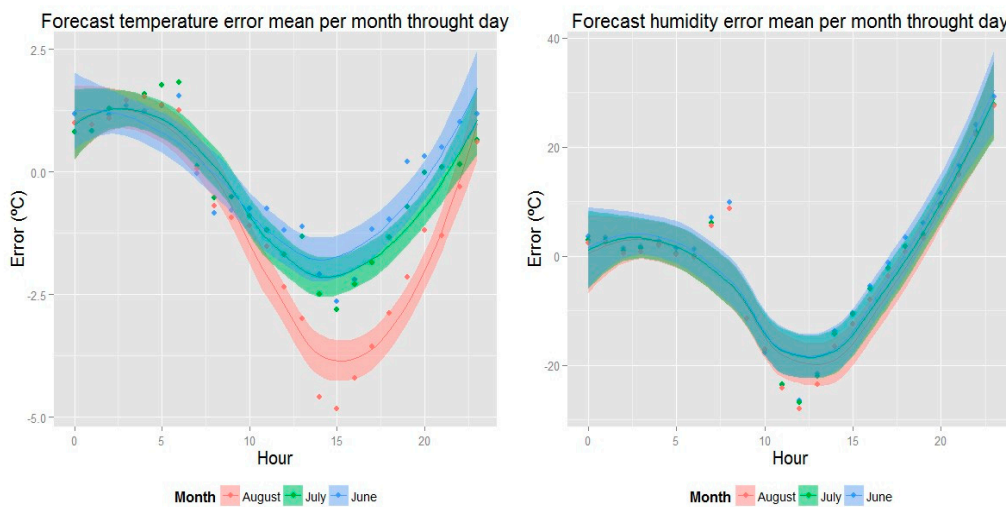 Forecast temperature error mean per month throught day
2.5
0.0
-2.5
-5.0
Error (ºC)
0 5 10 15 20
Hour
Month August July June
Forecast humidity error mean per month throught day
40
20
0
-20
Error (ºC)
0 5 10 15 20
Hour
Month August July June